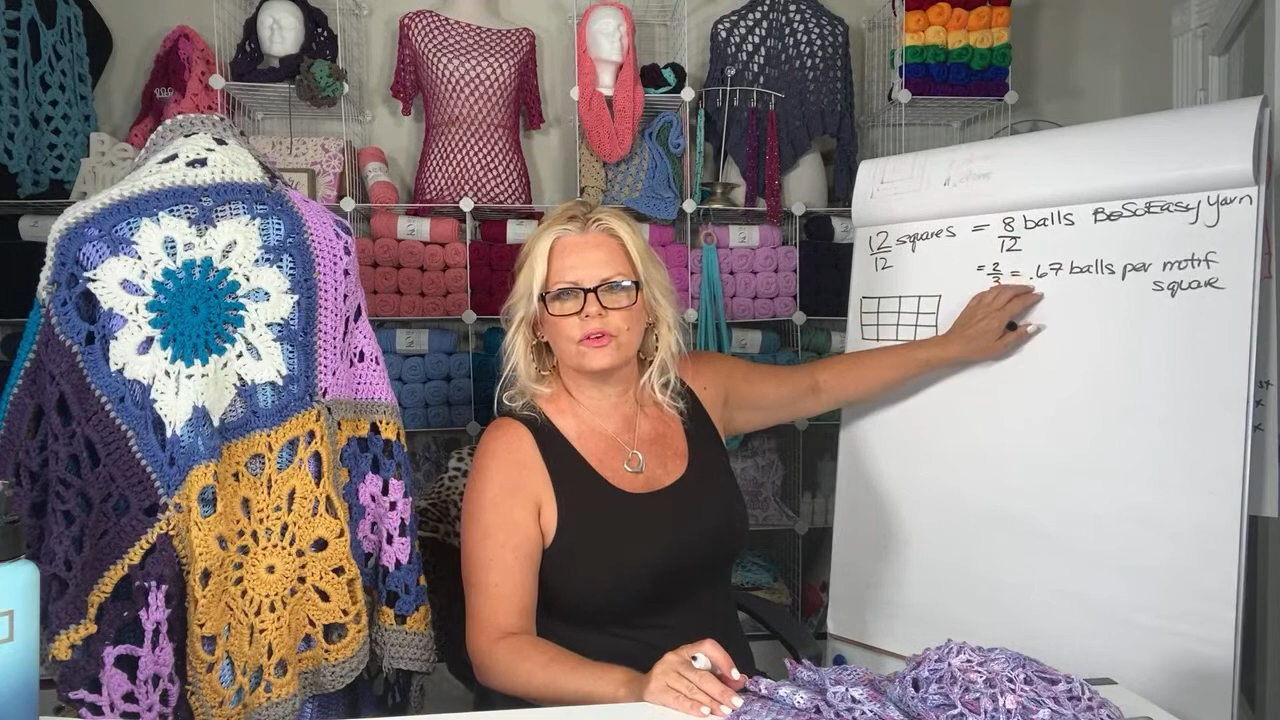 12 squares = 8 balls BeSoEasy Yarn
12 12
= 2/3 = .67 balls per motif
square